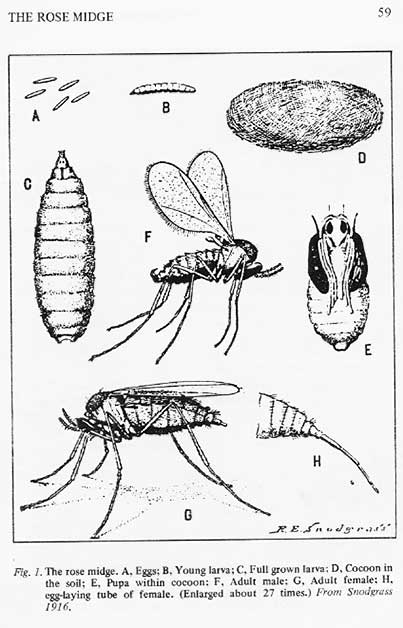 THE ROSE MIDGE 59
A
B
D
C
F
E
H
G
R.E. Snodgrass
Fig. 1. The rose midge. A, Eggs; B, Young larva; C, Full grown larva; D, Cocoon in
the soil; E, Pupa within cocoon; F, Adult male; G, Adult female; H,
egg-laying tube of female. (Enlarged about 27 times.) From Snodgrass
1916.